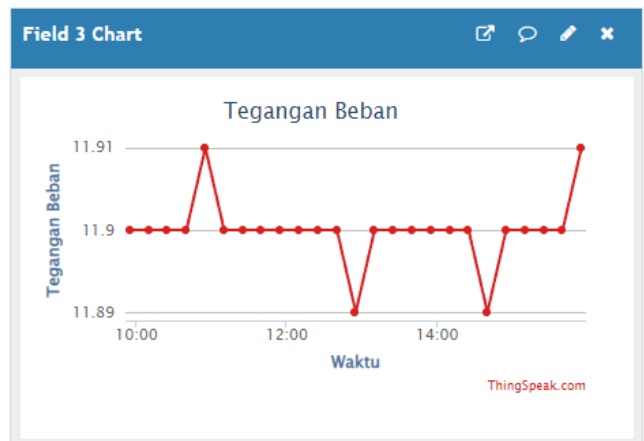 Field 3 Chart
Tegangan Beban
11.91
11.9
11.89
Tegangan Beban
10:00 12:00 14:00
Waktu
ThingSpeak.com